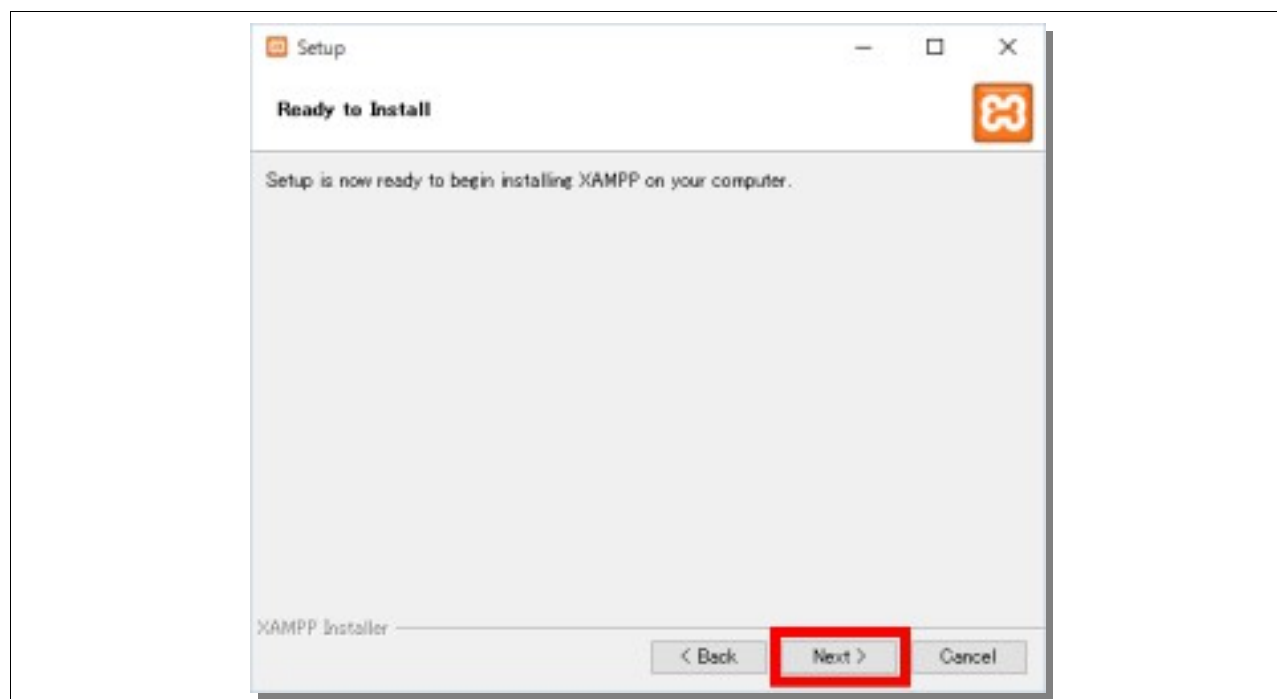 Setup
Ready to Install
Setup is now ready to begin installing XAMPP on your computer.
XAMPP Installer
< Back Next > Cancel